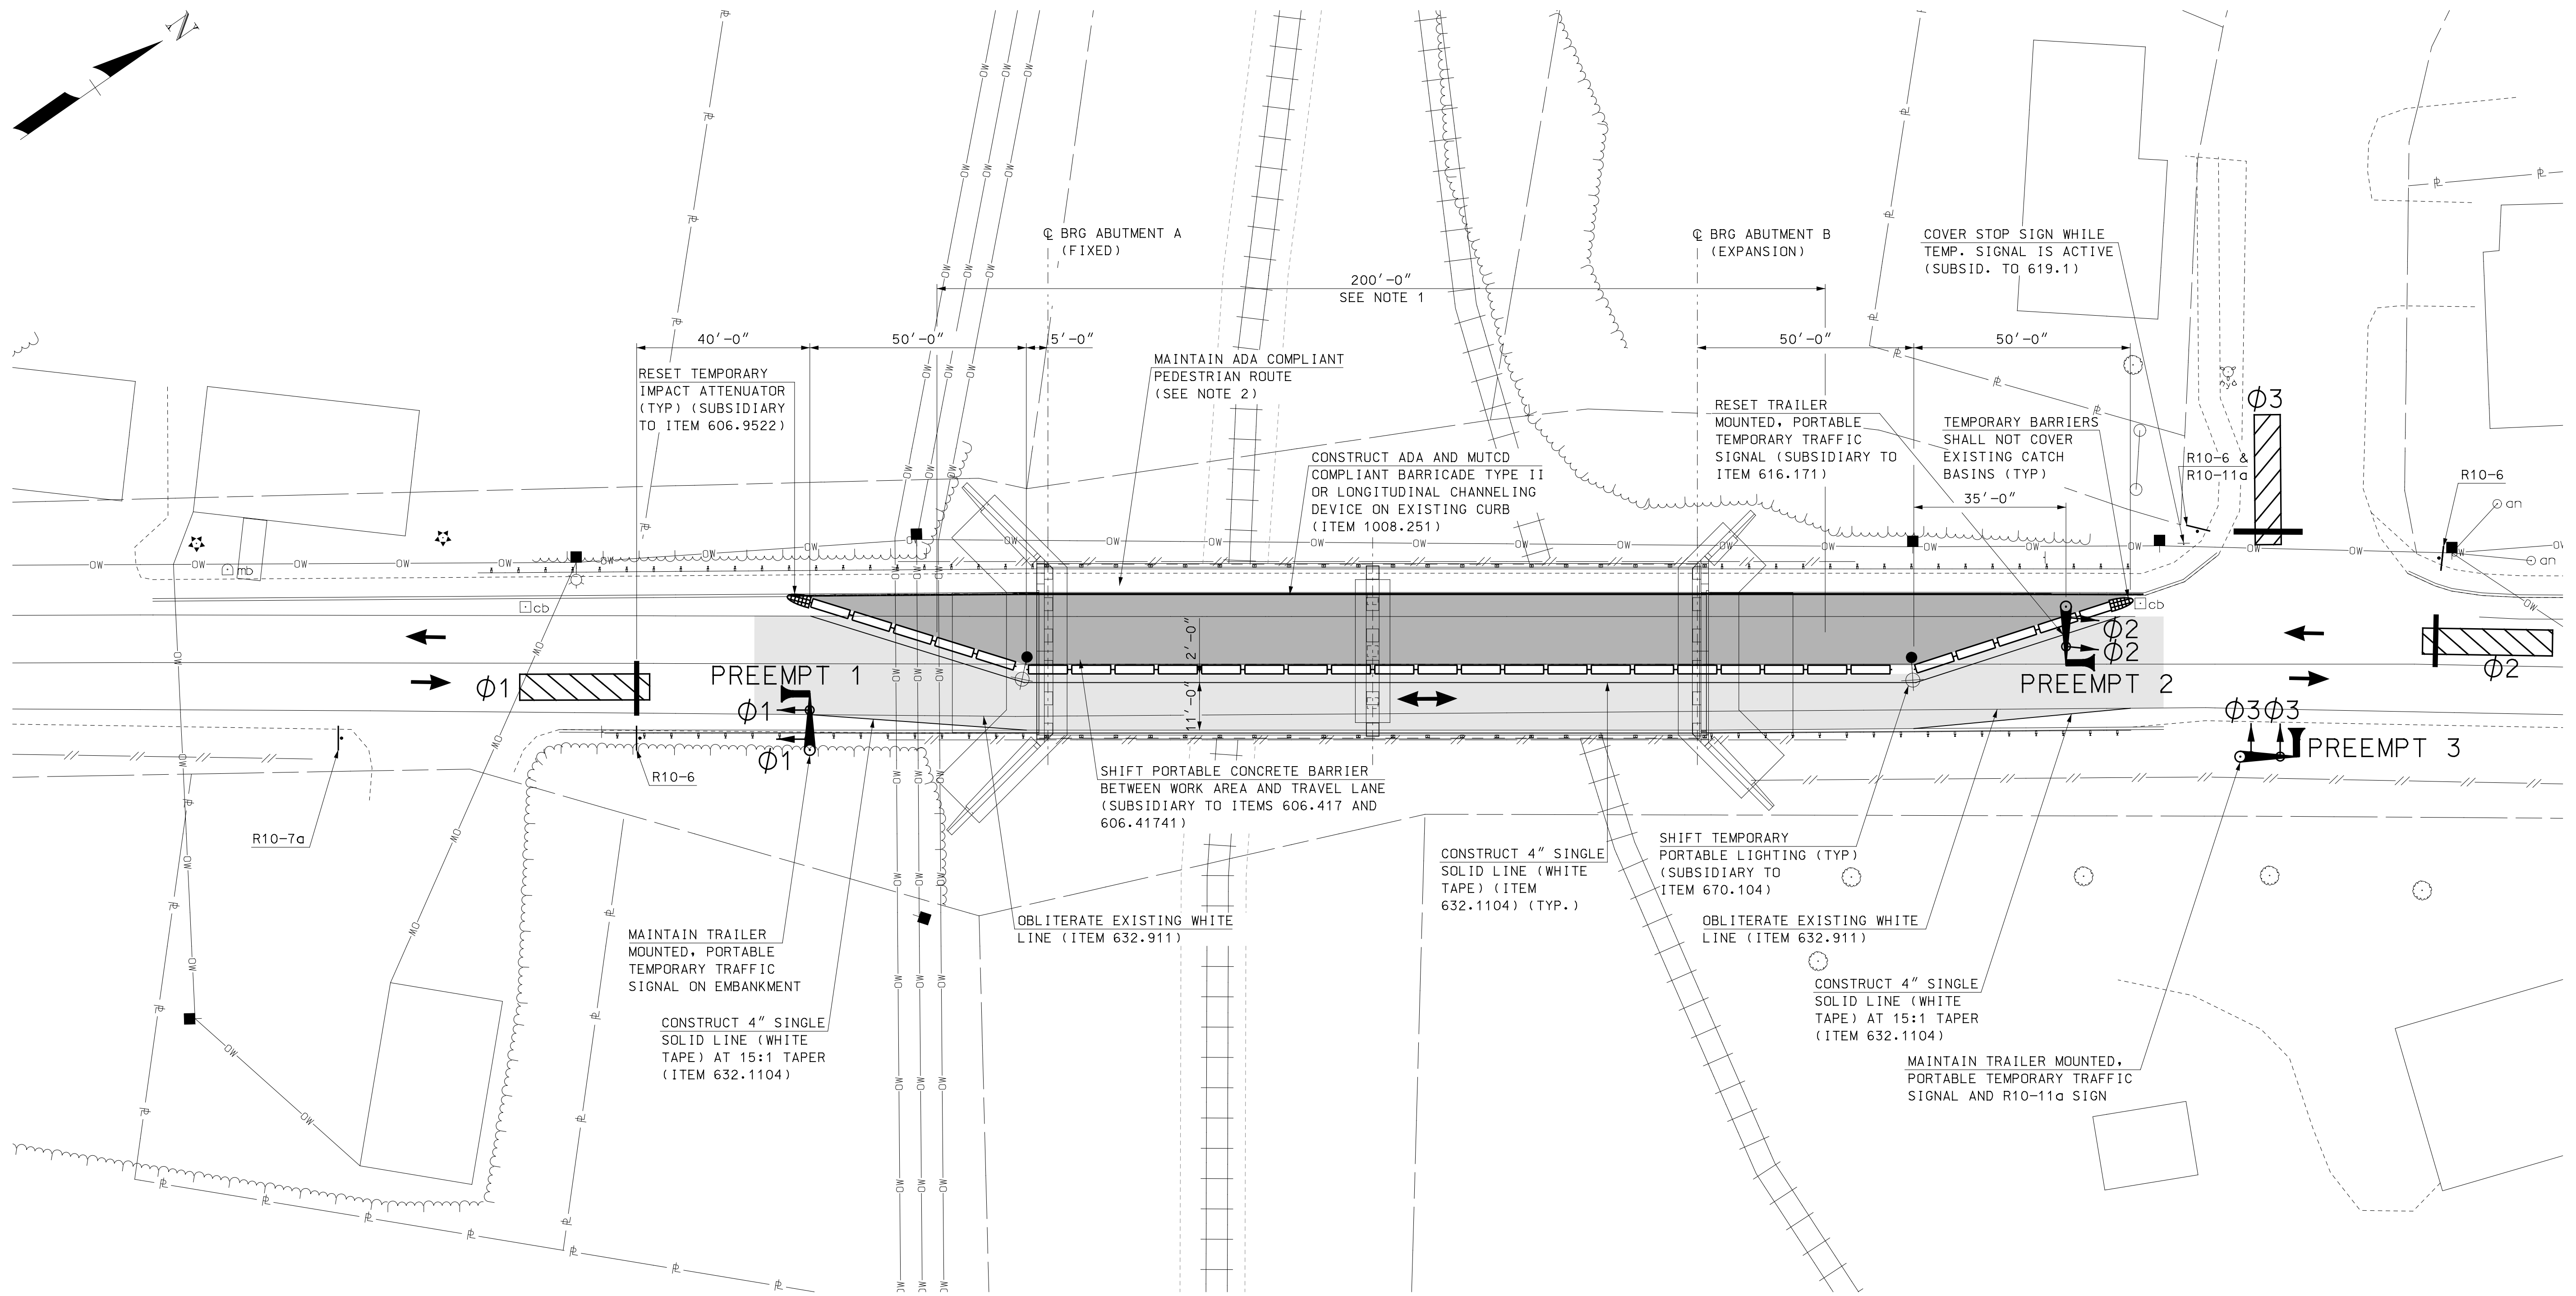 N
℄ BRG ABUTMENT A
(FIXED)
℄ BRG ABUTMENT B
(EXPANSION)
COVER STOP SIGN WHILE
TEMP. SIGNAL IS ACTIVE
(SUBSID. TO 619.1)
200'-0"
SEE NOTE 1
40'-0"
50'-0"
5'-0"
50'-0"
50'-0"
RESET TEMPORARY
IMPACT ATTENUATOR
(TYP) (SUBSIDIARY
TO ITEM 606.9522)
MAINTAIN ADA COMPLIANT
PEDESTRIAN ROUTE
(SEE NOTE 2)
CONSTRUCT ADA AND MUTCD
COMPLIANT BARRICADE TYPE II
OR LONGITUDINAL CHANNELING
DEVICE ON EXISTING CURB
(ITEM 1008.251)
RESET TRAILER
MOUNTED, PORTABLE
TEMPORARY TRAFFIC
SIGNAL (SUBSIDIARY TO
ITEM 616.171)
TEMPORARY BARRIERS
SHALL NOT COVER
EXISTING CATCH
BASINS (TYP)
35'-0"
hyd
Φ3
R10-6 &
R10-11a
R10-6
an
an
mb
cb
cb
OW
PL
2'-0"
11'-0"
Φ1
PREEMPT 1
Φ1
Φ1
Φ2
Φ2
PREEMPT 2
Φ2
Φ3
Φ3
PREEMPT 3
R10-6
R10-7a
SHIFT PORTABLE CONCRETE BARRIER
BETWEEN WORK AREA AND TRAVEL LANE
(SUBSIDIARY TO ITEMS 606.417 AND
606.41741)
CONSTRUCT 4" SINGLE
SOLID LINE (WHITE
TAPE) (ITEM
632.1104) (TYP.)
SHIFT TEMPORARY
PORTABLE LIGHTING (TYP)
(SUBSIDIARY TO
ITEM 670.104)
OBLITERATE EXISTING WHITE
LINE (ITEM 632.911)
OBLITERATE EXISTING WHITE
LINE (ITEM 632.911)
MAINTAIN TRAILER
MOUNTED, PORTABLE
TEMPORARY TRAFFIC
SIGNAL ON EMBANKMENT
CONSTRUCT 4" SINGLE
SOLID LINE (WHITE
TAPE) AT 15:1 TAPER
(ITEM 632.1104)
CONSTRUCT 4" SINGLE
SOLID LINE (WHITE
TAPE) AT 15:1 TAPER
(ITEM 632.1104)
MAINTAIN TRAILER MOUNTED,
PORTABLE TEMPORARY TRAFFIC
SIGNAL AND R10-11a SIGN